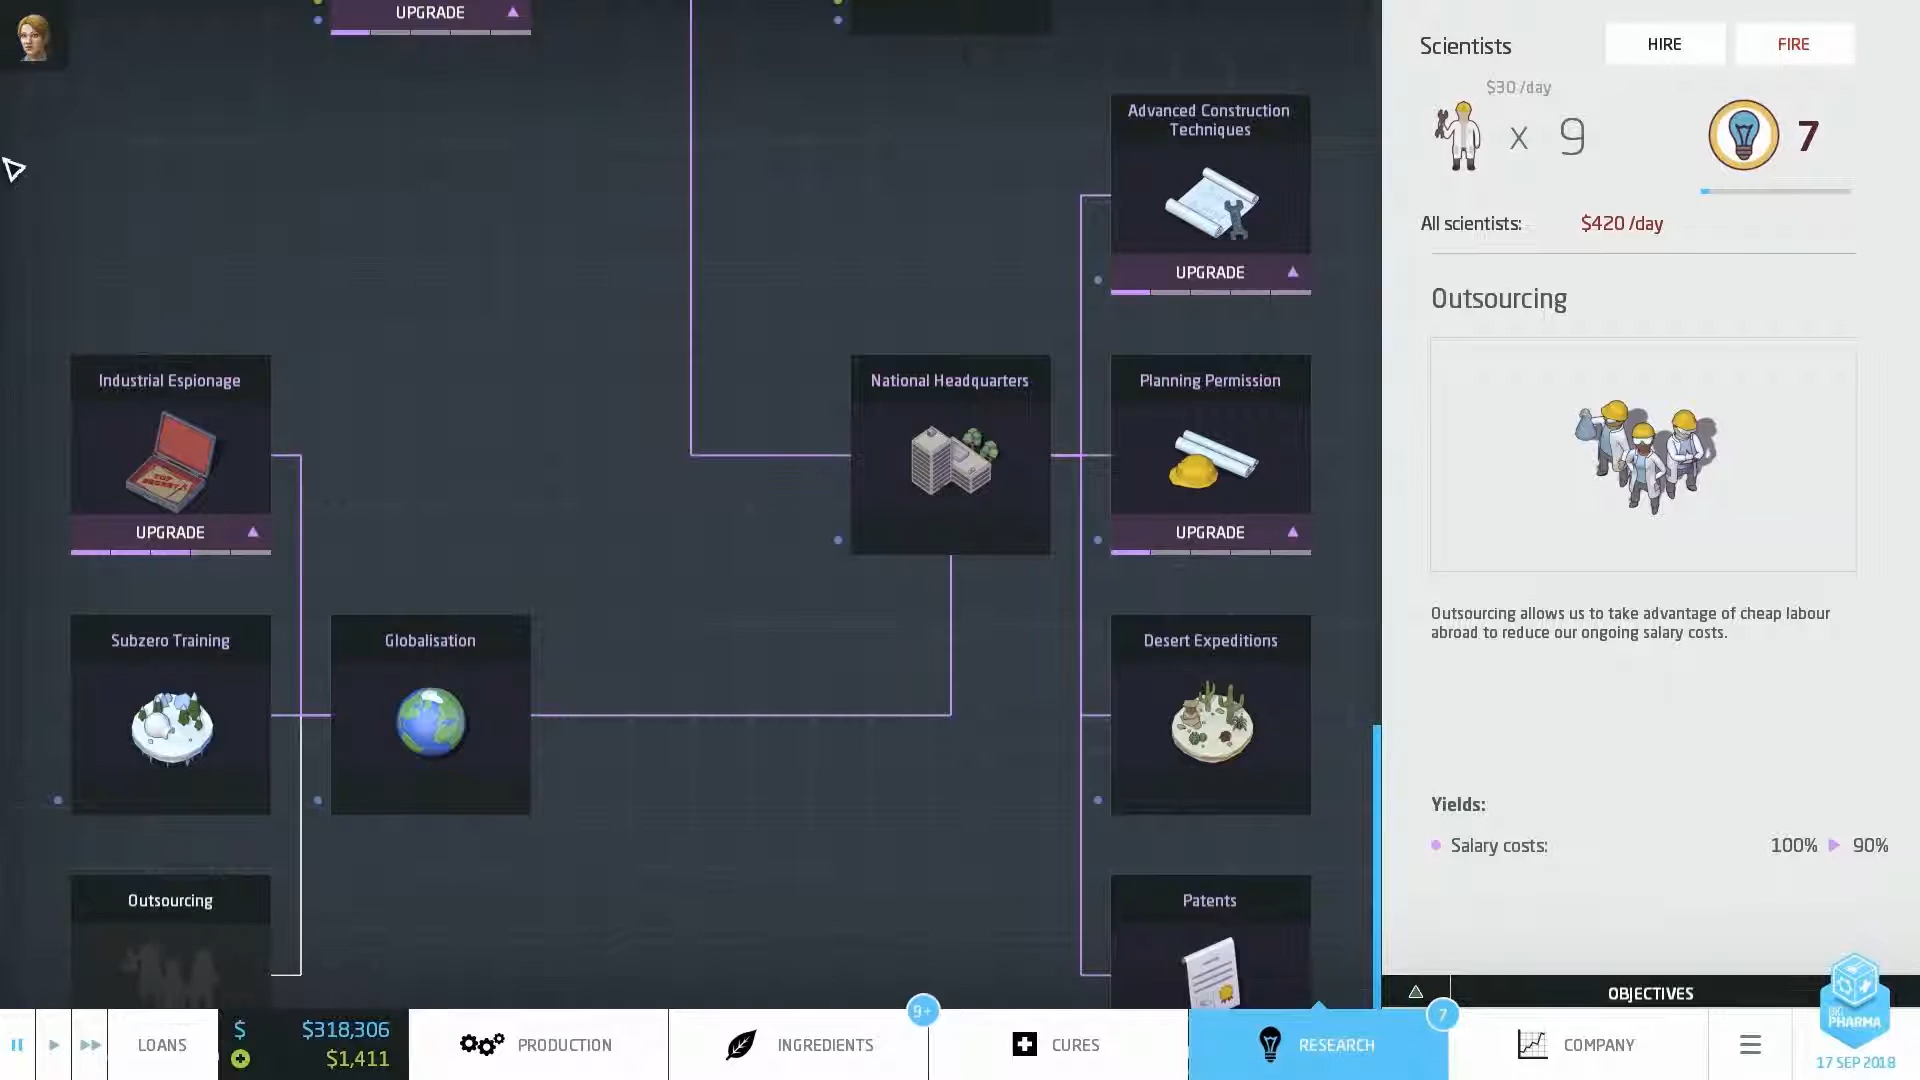 UPGRADE
Scientists
HIRE
FIRE
$30 /day
X 9
7
All scientists: $420 /day
Advanced Construction
Techniques
UPGRADE
Outsourcing
Industrial Espionage
TOP
SECRET
UPGRADE
National Headquarters
Planning Permission
UPGRADE
Outsourcing allows us to take advantage of cheap labour
abroad to reduce our ongoing salary costs.
Subzero Training
Globalisation
Desert Expeditions
Yields:
Salary costs: 100% 90%
Outsourcing
Patents
OBJECTIVES
LOANS
$ $318,306
$1,411
PRODUCTION
INGREDIENTS
9+
CURES
RESEARCH
7
COMPANY
BIG
PHARMA
17 SEP 2018